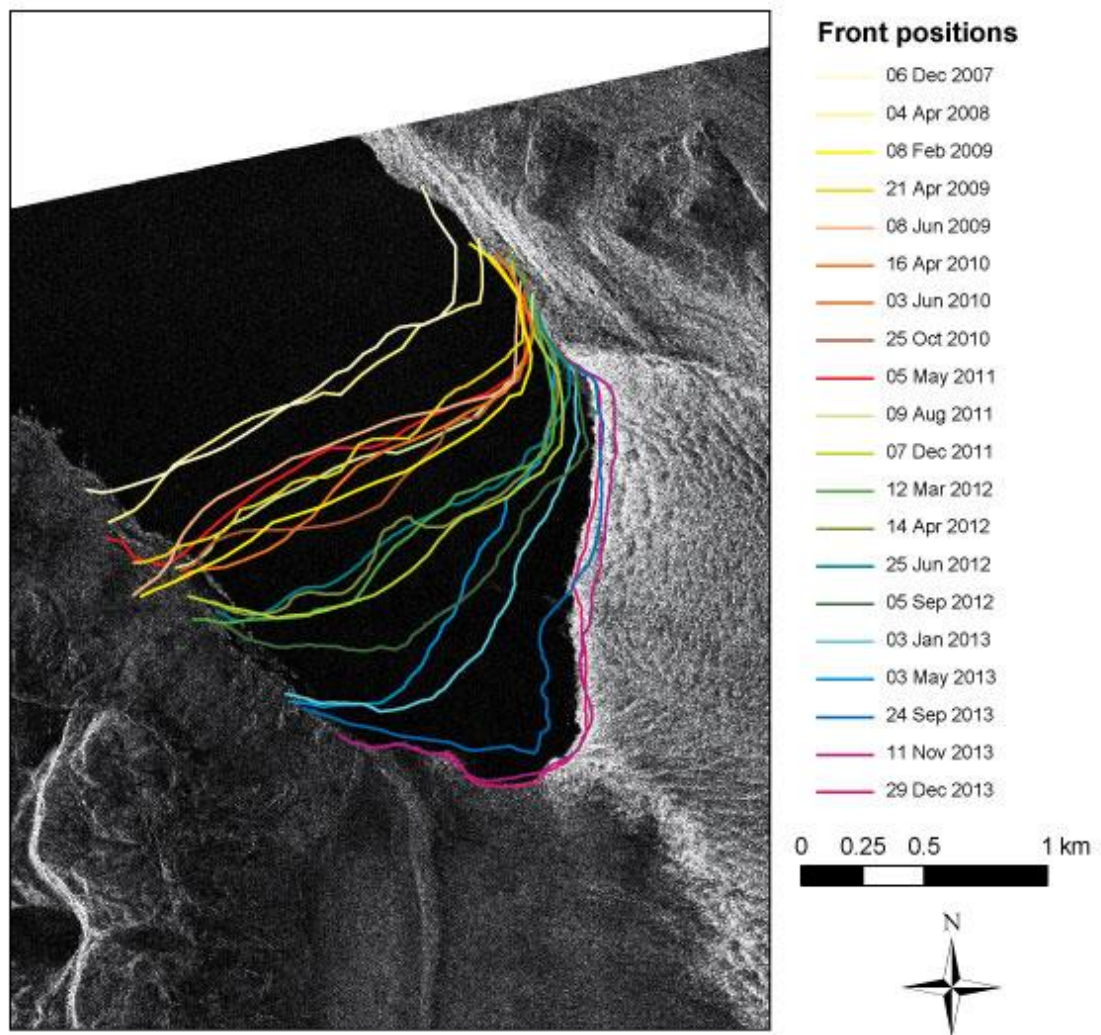 Front positions
06 Dec 2007
04 Apr 2008
08 Feb 2009
21 Apr 2009
08 Jun 2009
16 Apr 2010
03 Jun 2010
25 Oct 2010
05 May 2011
09 Aug 2011
07 Dec 2011
12 Mar 2012
14 Apr 2012
25 Jun 2012
05 Sep 2012
03 Jan 2013
03 May 2013
24 Sep 2013
11 Nov 2013
29 Dec 2013
0 0.25 0.5 1 km
N